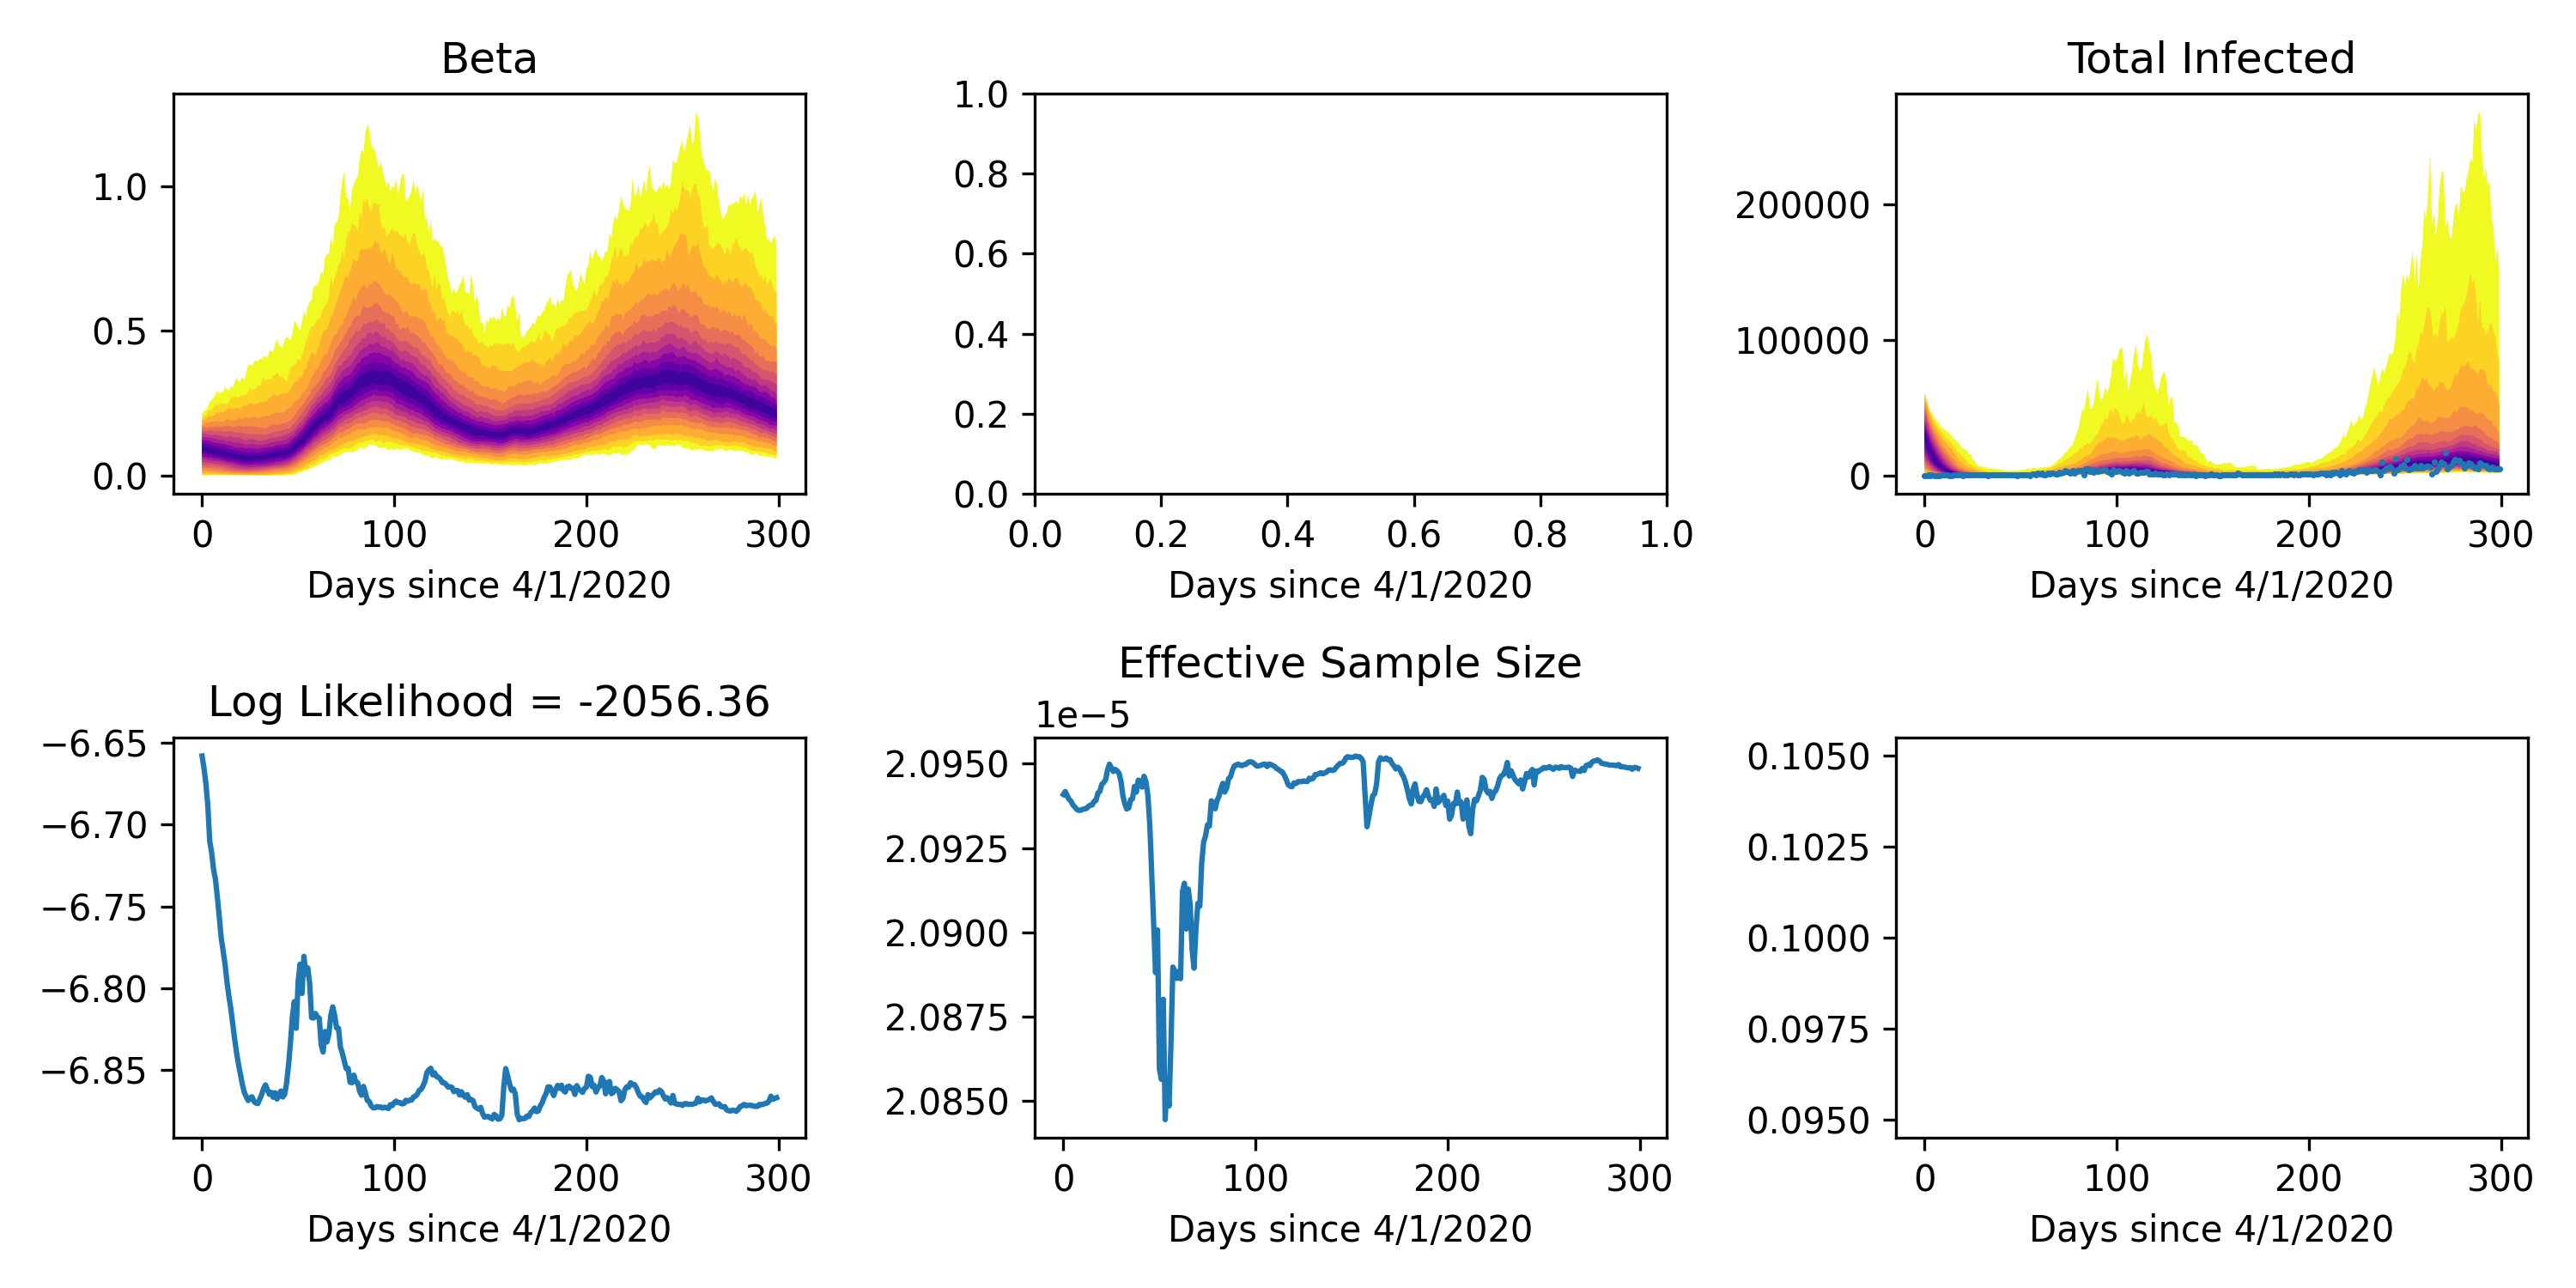 Beta
1.0
0.5
0.0
0 100 200 300
Days since 4/1/2020
1.0
0.8
0.6
0.4
0.2
0.0
0.0 0.2 0.4 0.6 0.8 1.0
Days since 4/1/2020
Total Infected
200000
100000
0
0 100 200 300
Days since 4/1/2020
Log Likelihood = -2056.36
−6.65
−6.70
−6.75
−6.80
−6.85
0 100 200 300
Days since 4/1/2020
Effective Sample Size
1e−5
2.0950
2.0925
2.0900
2.0875
2.0850
0 100 200 300
Days since 4/1/2020
0.1050
0.1025
0.1000
0.0975
0.0950
0 100 200 300
Days since 4/1/2020